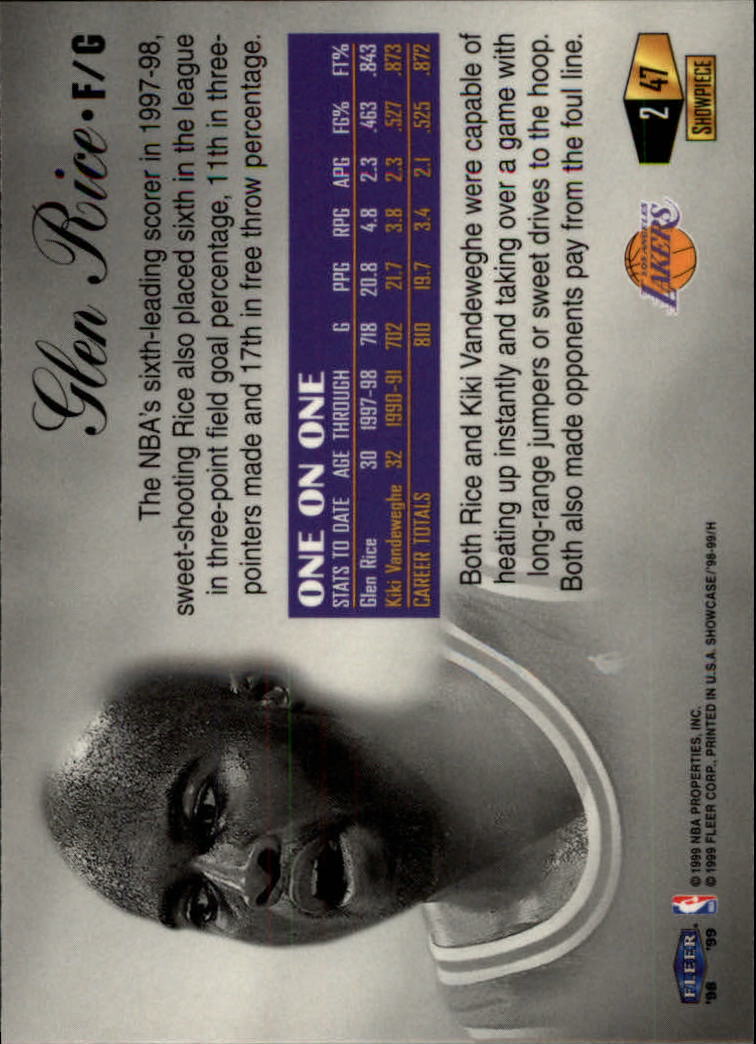 Glen Rice • F/G
The NBA's sixth-leading scorer in 1997-98,
sweet-shooting Rice also placed sixth in the league
in three-point field goal percentage, 11th in three-
pointers made and 17th in free throw percentage.
ONE ON ONE
STATS TO DATE AGE THROUGH G PPG RPG APG FG% FT%
Glen Rice 30 1997-98 718 20.8 4.8 2.3 .463 .843
Kiki Vandeweghe 32 1990-91 702 21.7 3.8 2.3 .527 .873
CAREER TOTALS 810 19.7 3.4 2.1 .525 .872
Both Rice and Kiki Vandeweghe were capable of
heating up instantly and taking over a game with
long-range jumpers or sweet drives to the hoop.
Both also made opponents pay from the foul line.
2 47
SHOWPIECE
LOS ANGELES
LAKERS
FLEER
'98 '99
© 1999 NBA PROPERTIES, INC.
© 1999 FLEER CORP., PRINTED IN U.S.A. SHOWCASE/'98-99/H